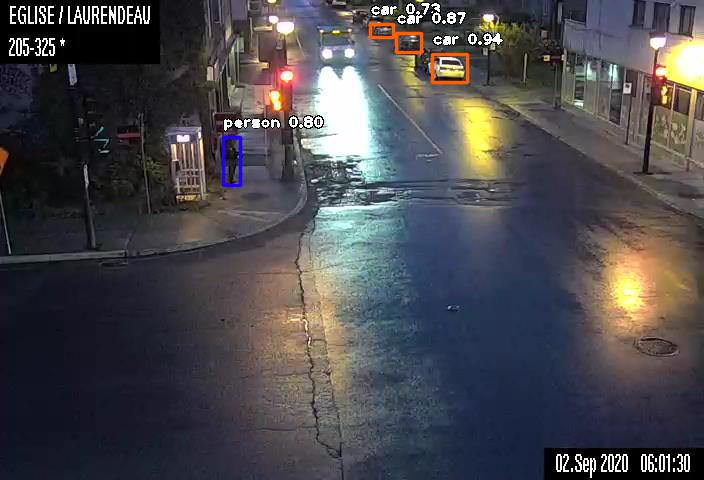 EGLISE / LAURENDEAU
205-325 *
car 0.73
car 0.87
car 0.94
person 0.80
02.Sep 2020 06:01:30